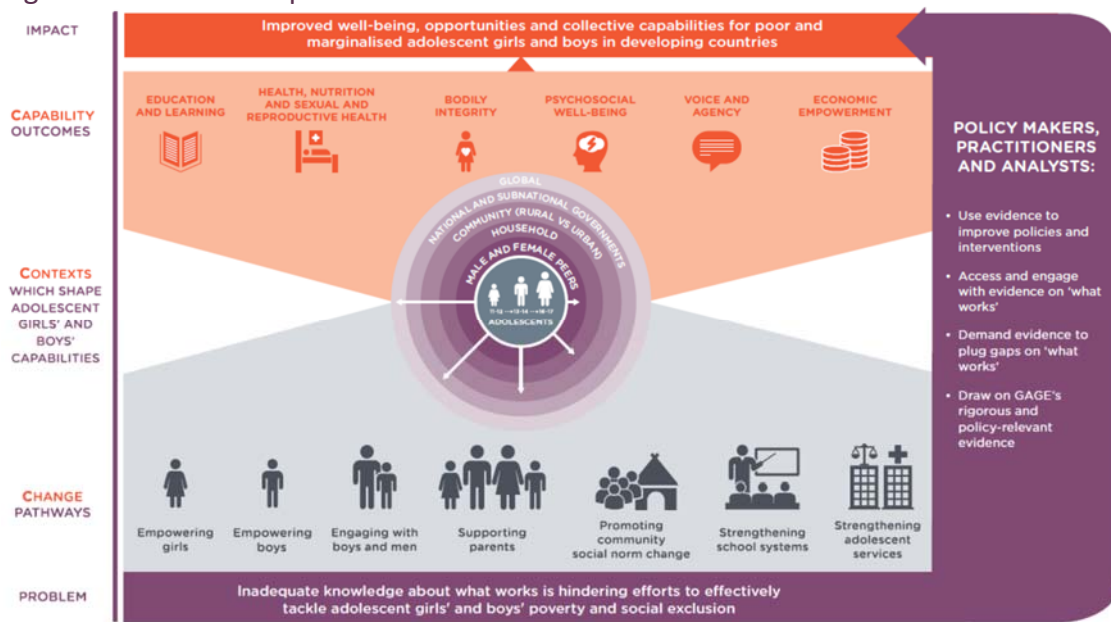 IMPACT
Improved well-being, opportunities and collective capabilities for poor and
marginalised adolescent girls and boys in developing countries
CAPABILITY
OUTCOMES
EDUCATION
AND LEARNING
HEALTH, NUTRITION
AND SEXUAL AND
REPRODUCTIVE HEALTH
BODILY
INTEGRITY
PSYCHOSOCIAL
WELL-BEING
VOICE AND
AGENCY
ECONOMIC
EMPOWERMENT
CONTEXTS
WHICH SHAPE
ADOLESCENT
GIRLS' AND
BOYS'
CAPABILITIES
GLOBAL
NATIONAL AND SUBNATIONAL GOVERNMENTS
COMMUNITY (RURAL VS URBAN)
HOUSEHOLD
MALE AND FEMALE PEERS
ADOLESCENTS
CHANGE
PATHWAYS
Empowering
girls
Empowering
boys
Engaging with
boys and men
Supporting
parents
Promoting
community
social norm change
Strengthening
school systems
Strengthening
adolescent
services
PROBLEM
Inadequate knowledge about what works is hindering efforts to effectively
tackle adolescent girls' and boys' poverty and social exclusion
POLICY MAKERS,
PRACTITIONERS
AND ANALYSTS:
• Use evidence to
improve policies and
interventions
• Access and engage
with evidence on 'what
works'
• Demand evidence to
plug gaps on 'what
works'
• Draw on GAGE's
rigorous and
policy-relevant
evidence